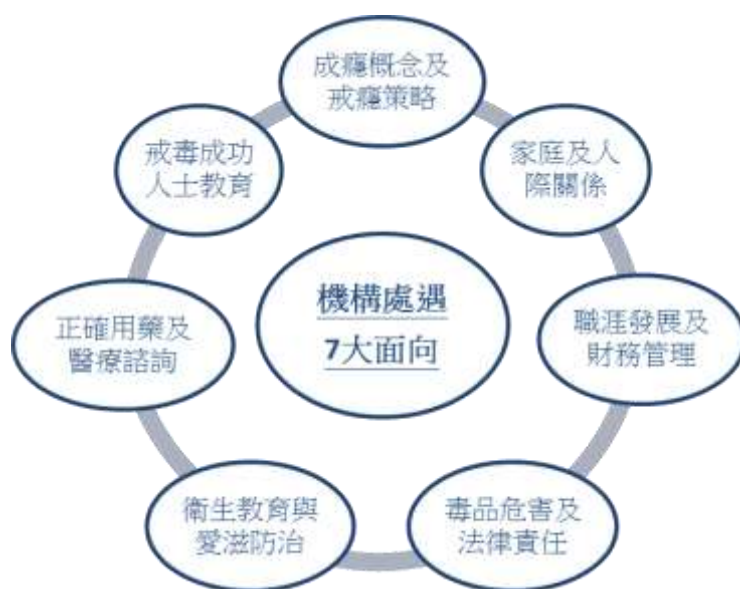 成癮概念及
戒癮策略
家庭及人
際關係
職涯發展及
財務管理
毒品危害及
法律責任
衛生教育與
愛滋防治
正確用藥及
醫療諮詢
戒毒成功
人士教育
機構處遇
7大面向